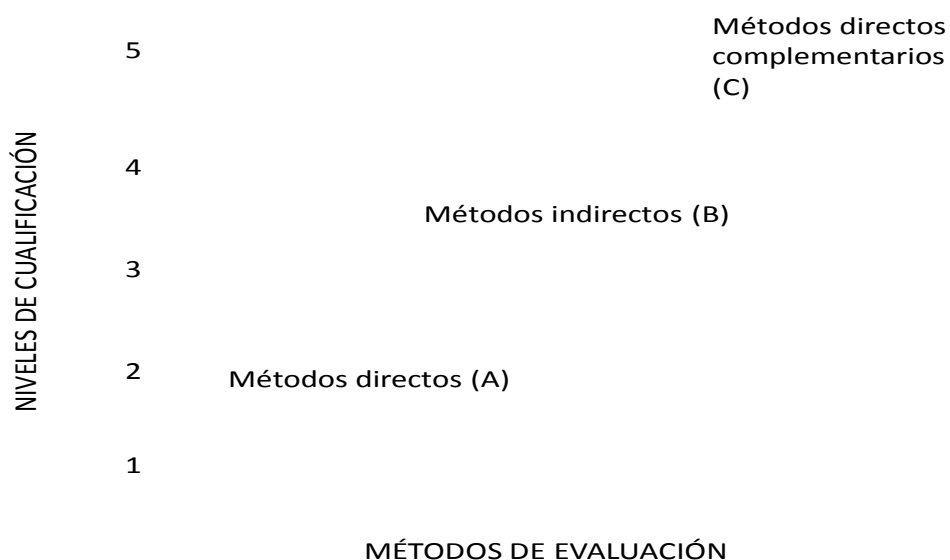 Métodos directos
complementarios
(C)
5
4
Métodos indirectos (B)
3
2
Métodos directos (A)
1
NIVELES DE CUALIFICACIÓN
MÉTODOS DE EVALUACIÓN